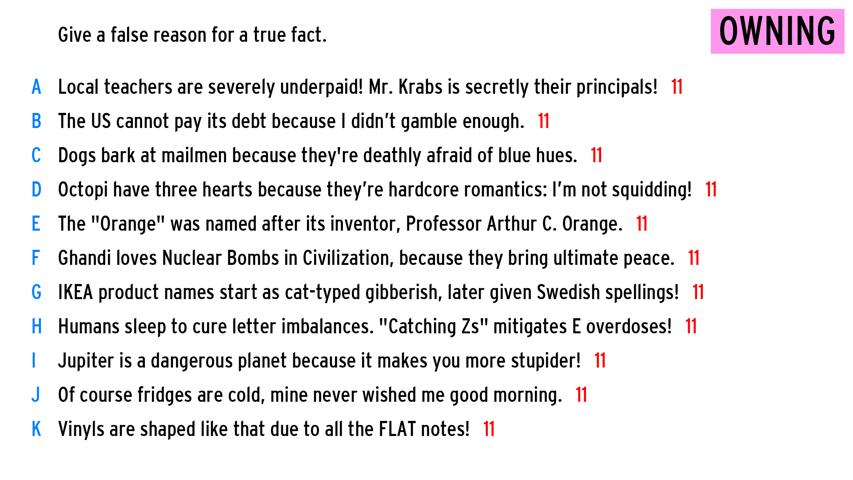 Give a false reason for a true fact.
OWNING
A Local teachers are severely underpaid! Mr. Krabs is secretly their principals! 11
B The US cannot pay its debt because I didn't gamble enough. 11
C Dogs bark at mailmen because they're deathly afraid of blue hues. 11
D Octopi have three hearts because they're hardcore romantics: I'm not squidding! 11
E The "Orange" was named after its inventor, Professor Arthur C. Orange. 11
F Ghandi loves Nuclear Bombs in Civilization, because they bring ultimate peace. 11
G IKEA product names start as cat-typed gibberish, later given Swedish spellings! 11
H Humans sleep to cure letter imbalances. "Catching Zs" mitigates E overdoses! 11
I Jupiter is a dangerous planet because it makes you more stupider! 11
J Of course fridges are cold, mine never wished me good morning. 11
K Vinyls are shaped like that due to all the FLAT notes! 11